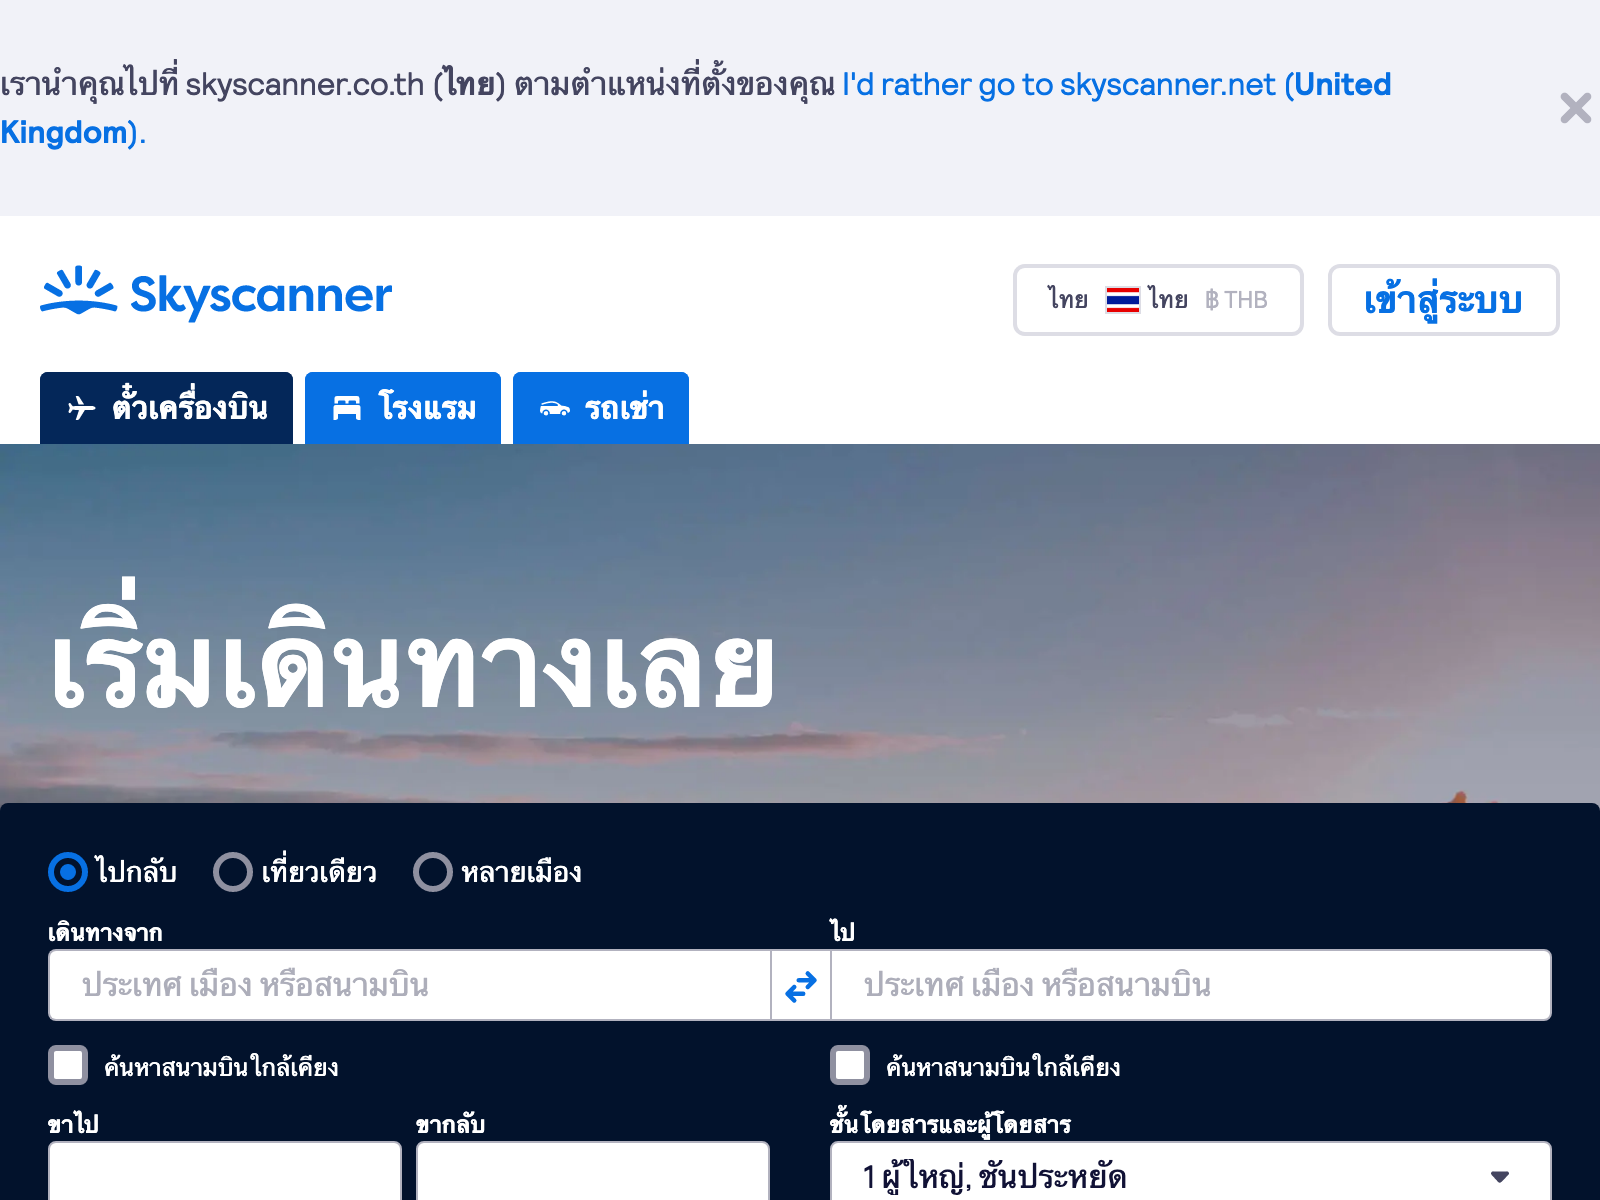 เรานำคุณไปที่ skyscanner.co.th (ไทย) ตามตำแหน่งที่ตั้งของคุณ I'd rather go to skyscanner.net (United
Kingdom).
Skyscanner
ไทย ไทย ฿ THB
เข้าสู่ระบบ
ตั๋วเครื่องบิน
โรงแรม
รถเช่า
เริ่มเดินทางเลย
ไปกลับ เที่ยวเดียว หลายเมือง
เดินทางจาก
ไป
ประเทศ เมือง หรือสนามบิน
ประเทศ เมือง หรือสนามบิน
ค้นหาสนามบินใกล้เคียง
ค้นหาสนามบินใกล้เคียง
ขาไป
ขากลับ
ชั้นโดยสารและผู้โดยสาร
1 ผู้ใหญ่, ชั้นประหยัด